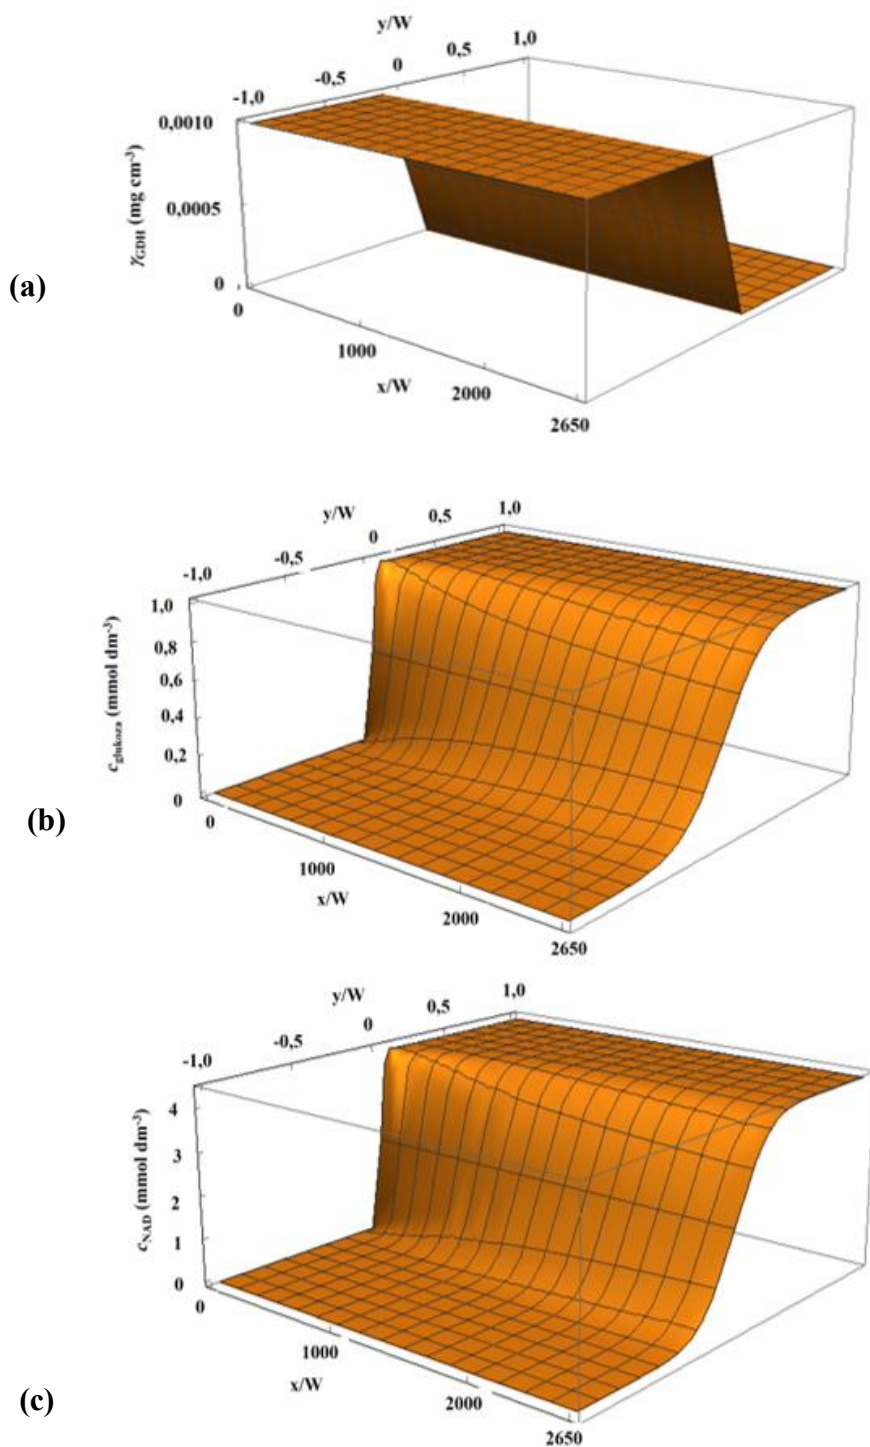 y/W
-1,0 -0,5 0 0,5 1,0
0,0010
0,0005
0
γGDH (mg cm-3)
(a)
0
1000
2000
2650
x/W
y/W
-1,0 -0,5 0 0,5 1,0
1,0
0,8
0,6
0,4
0,2
0
cglukoza (mmol dm-3)
(b)
0
1000
2000
2650
x/W
y/W
-1,0 -0,5 0 0,5 1,0
4
3
2
1
0
cNAD (mmol dm-3)
(c)
0
1000
2000
2650
x/W